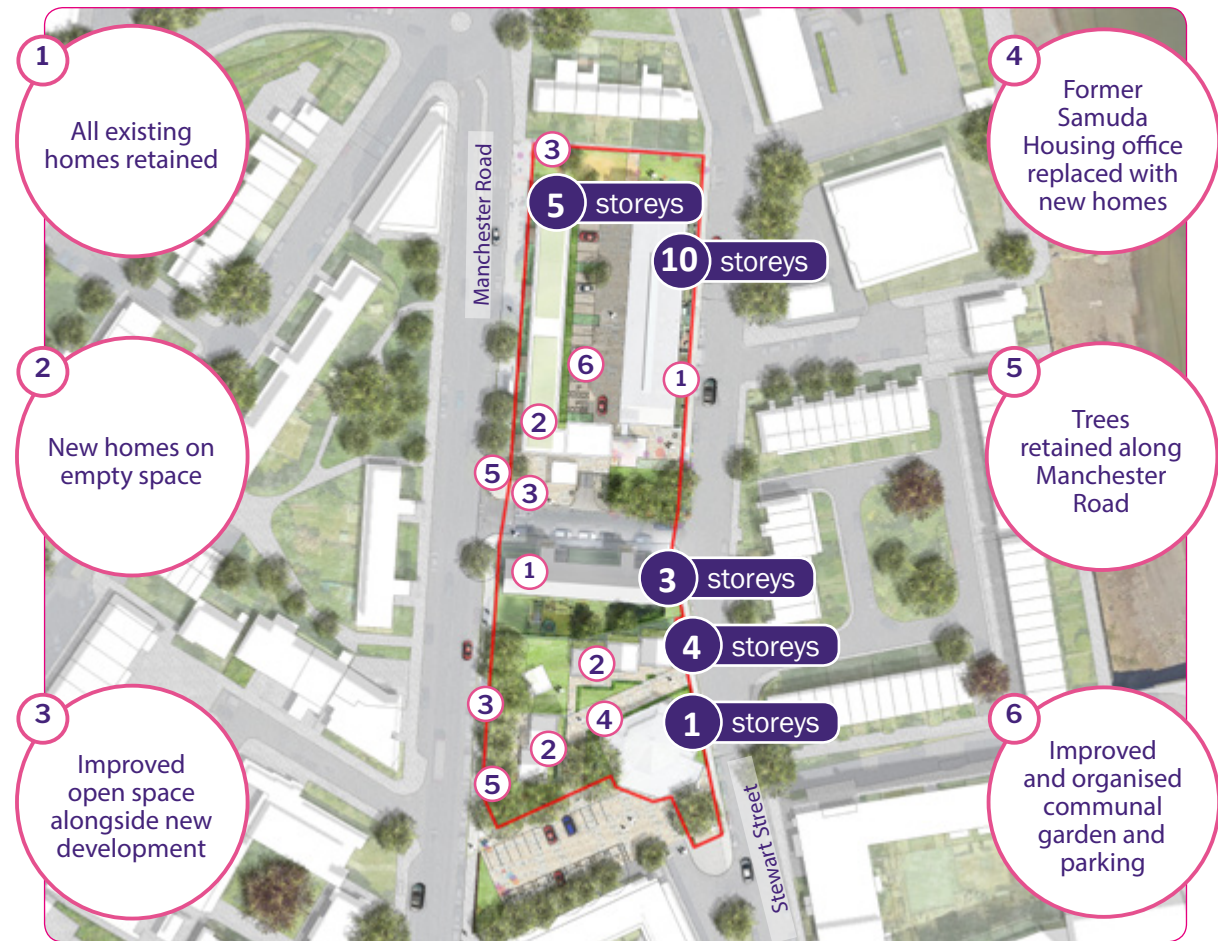 1
All existing
homes retained
2
New homes on
empty space
3
Improved
open space
alongside new
development
Manchester Road
3
5 storeys
10 storeys
6
1
2
5
3
1
3 storeys
4 storeys
2
3
4
1 storeys
2
5
Stewart Street
4
Former
Samuda
Housing office
replaced with
new homes
5
Trees
retained along
Manchester
Road
6
Improved
and organised
communal
garden and
parking